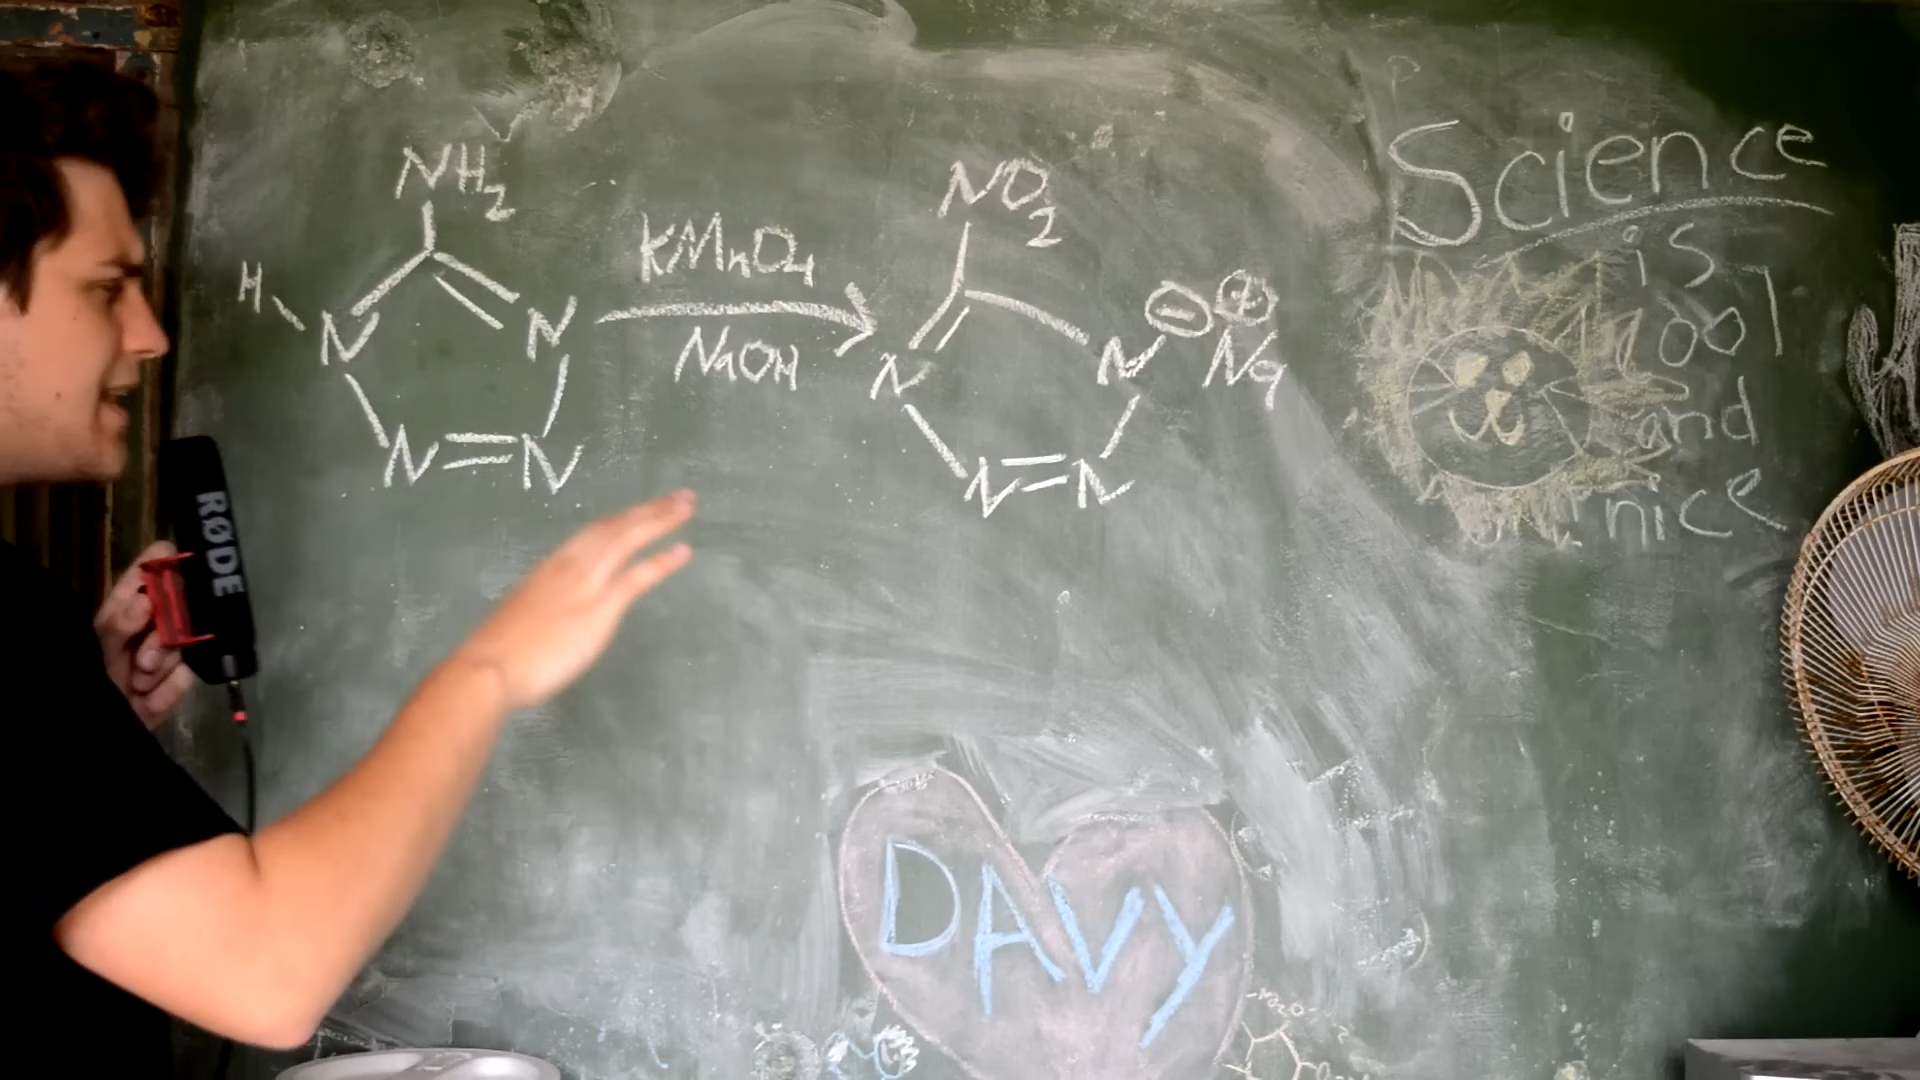 NH2
H
N
N
N=N
KMnO4
NaOH
NO2
N
N
⊖
⊕
Na
N=N
Science
is
cool
and
nice
RØDE
DAVY